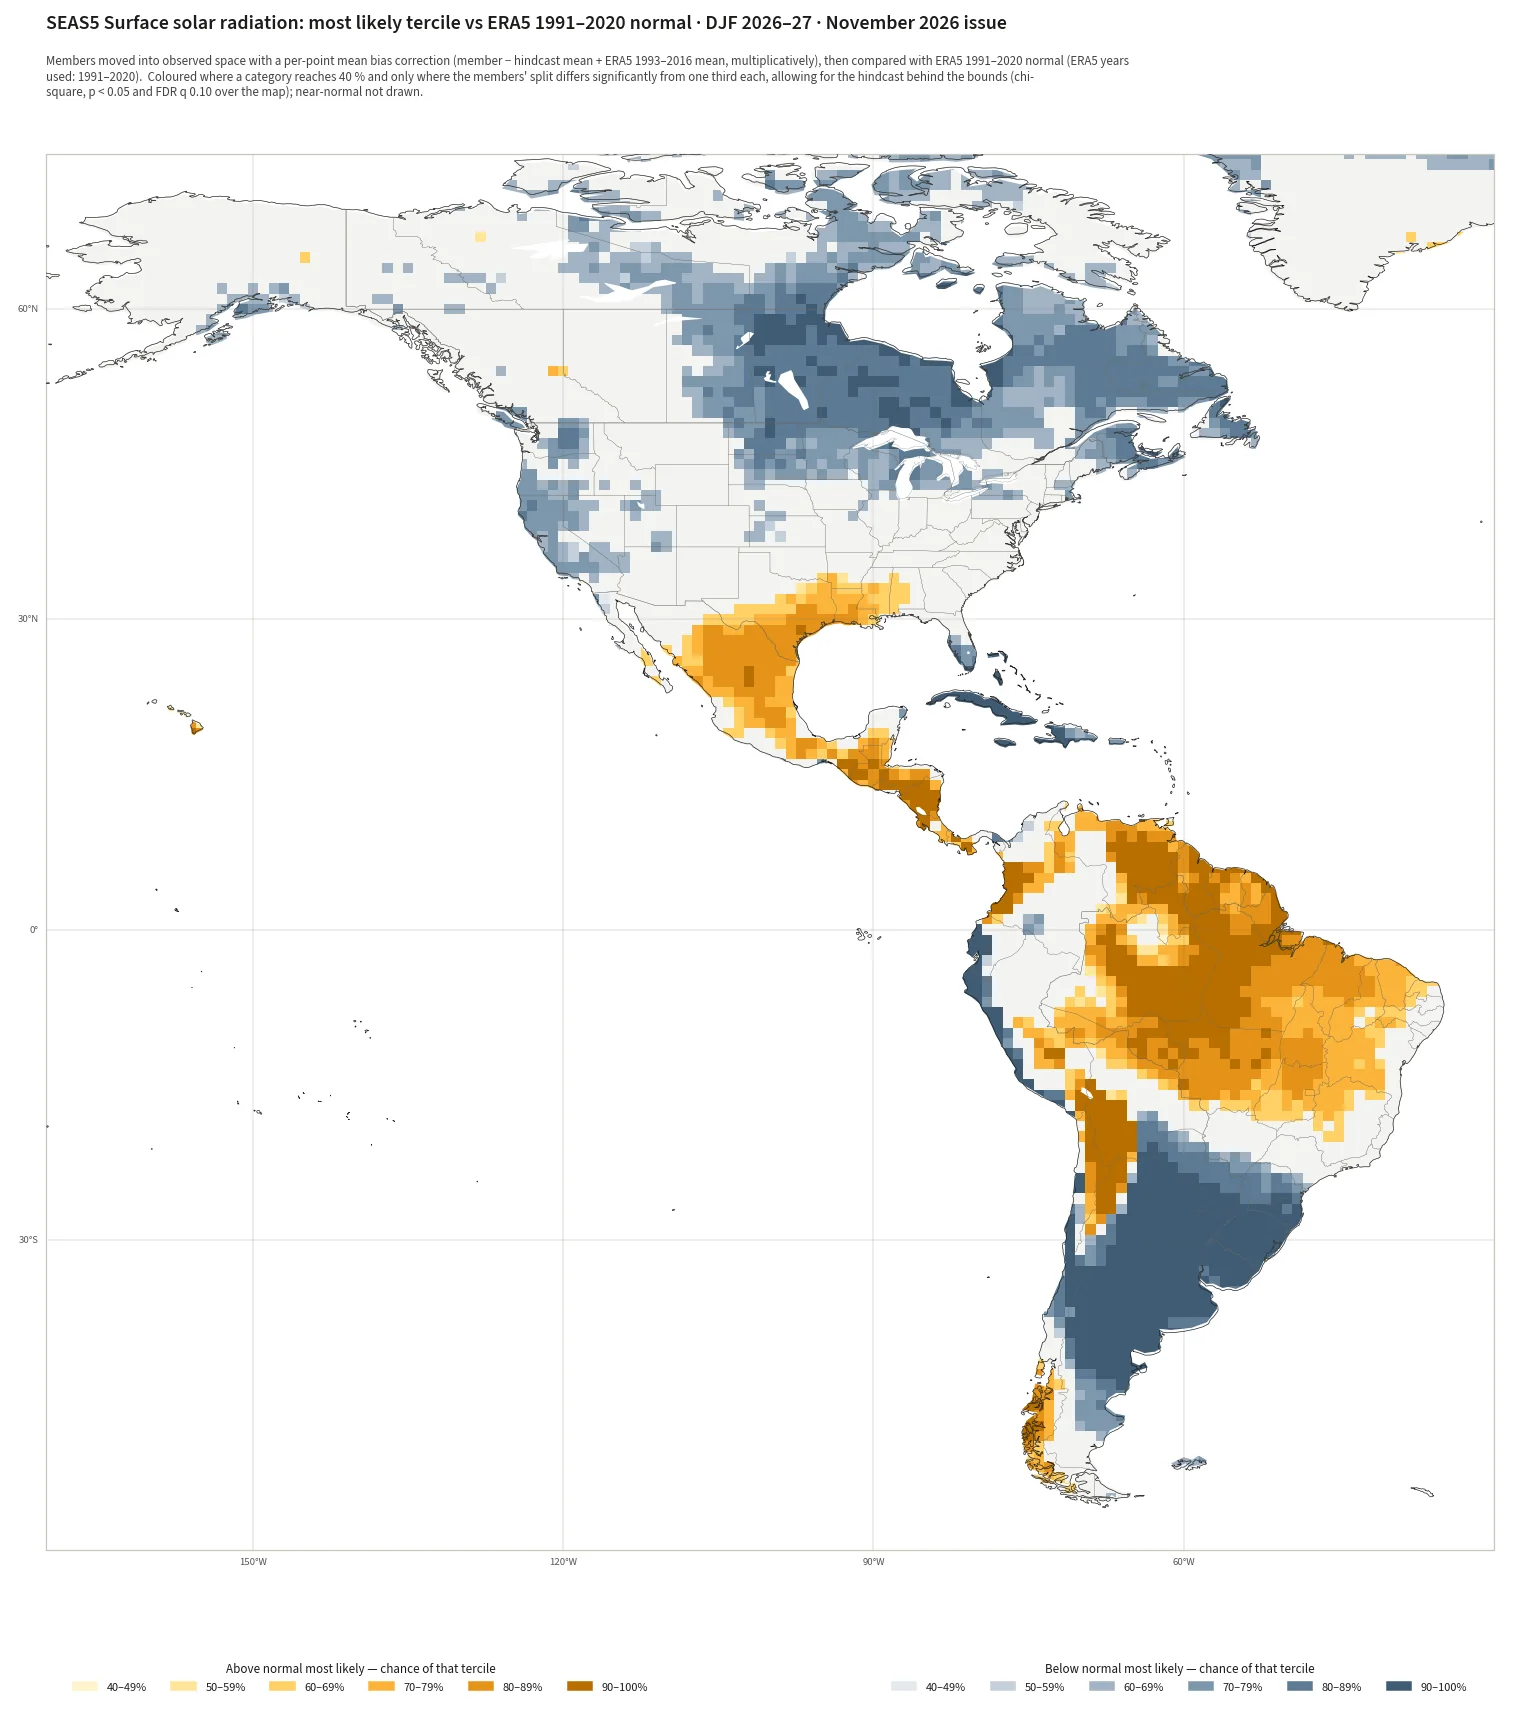 SEAS5 Surface solar radiation: most likely tercile vs ERA5 1991–2020 normal · DJF 2026–27 · November 2026 issue
Members moved into observed space with a per-point mean bias correction (member − hindcast mean + ERA5 1993–2016 mean, multiplicatively), then compared with ERA5 1991–2020 normal (ERA5 years
used: 1991–2020).  Coloured where a category reaches 40 % and only where the members' split differs significantly from one third each, allowing for the hindcast behind the bounds (chi-
square, p < 0.05 and FDR q 0.10 over the map); near-normal not drawn.
60°N
30°N
0°
30°S
150°W
120°W
90°W
60°W
Above normal most likely — chance of that tercile
40–49%
50–59%
60–69%
70–79%
80–89%
90–100%
Below normal most likely — chance of that tercile
40–49%
50–59%
60–69%
70–79%
80–89%
90–100%